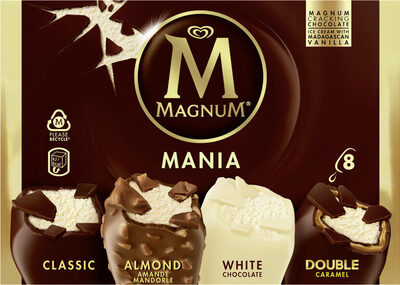 MAGNUM
CRACKING
CHOCOLATE
ICE CREAM WITH
MADAGASCAN
VANILLA
M
MAGNUM®
MANIA
M
PLEASE
RECYCLE*
8
CLASSIC
ALMOND
AMANDE
MANDORLE
WHITE
CHOCOLATE
DOUBLE
CARAMEL